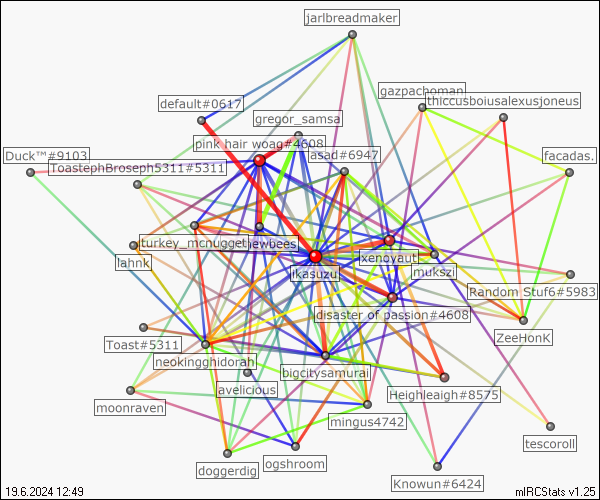 jarlbreadmaker
gazpachoman
thiccusboiusalexusjoneus
default#0617
gregor_samsa
pink hair woag#4608
Duck™#9103
asad#6947
facadas.
ToastephBroseph5311#5311
turkey_mcnugget
ewbees
xenoyaut
lahnk
ikasuzu
mukszi
Random Stuf6#5983
disaster of passion#4608
Toast#5311
ZeeHonK
neokingghidorah
bigcitysamurai
avelicious
Heighleaigh#8575
moonraven
mingus4742
tescoroll
ogshroom
doggerdig
Knowun#6424
19.6.2024 12:49
mIRCStats v1.25